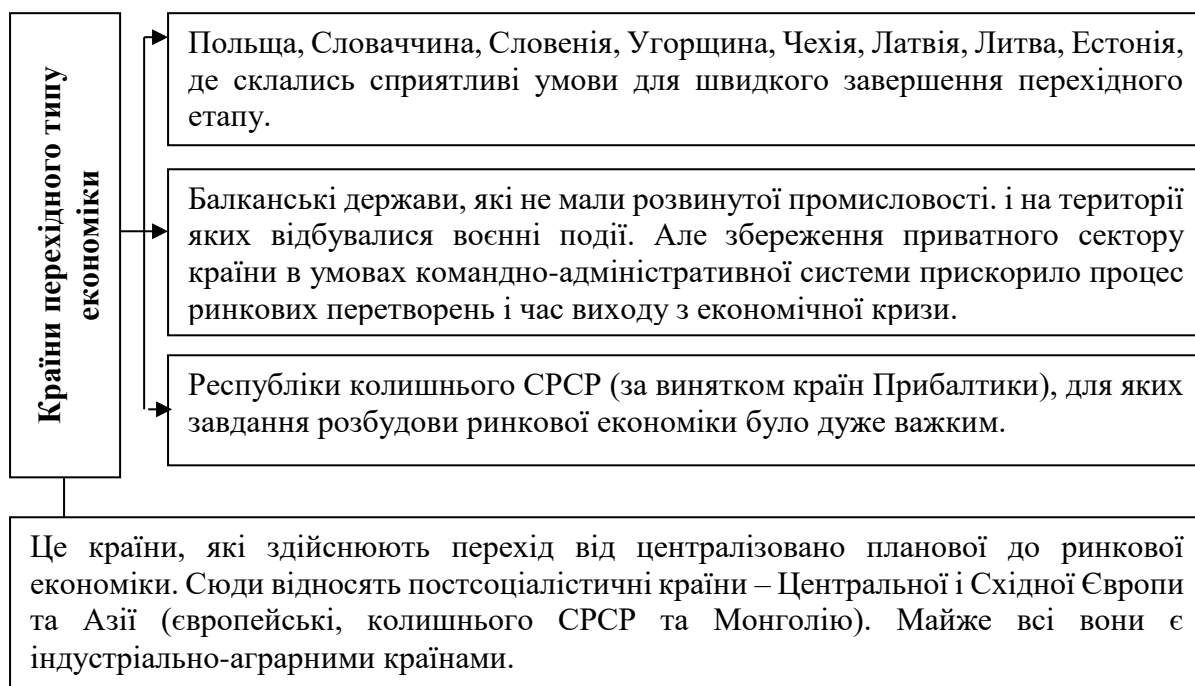 Країни перехідного типу
економіки
Польща, Словаччина, Словенія, Угорщина, Чехія, Латвія, Литва, Естонія,
де склались сприятливі умови для швидкого завершення перехідного
етапу.
Балканські держави, які не мали розвинутої промисловості. і на території
яких відбувалися воєнні події. Але збереження приватного сектору
країни в умовах командно-адміністративної системи прискорило процес
ринкових перетворень і час виходу з економічної кризи.
Республіки колишнього СРСР (за винятком країн Прибалтики), для яких
завдання розбудови ринкової економіки було дуже важким.
Це країни, які здійснюють перехід від централізовано планової до ринкової
економіки. Сюди відносять постсоціалістичні країни – Центральної і Східної Європи
та Азії (європейські, колишнього СРСР та Монголію). Майже всі вони є
індустріально-аграрними країнами.